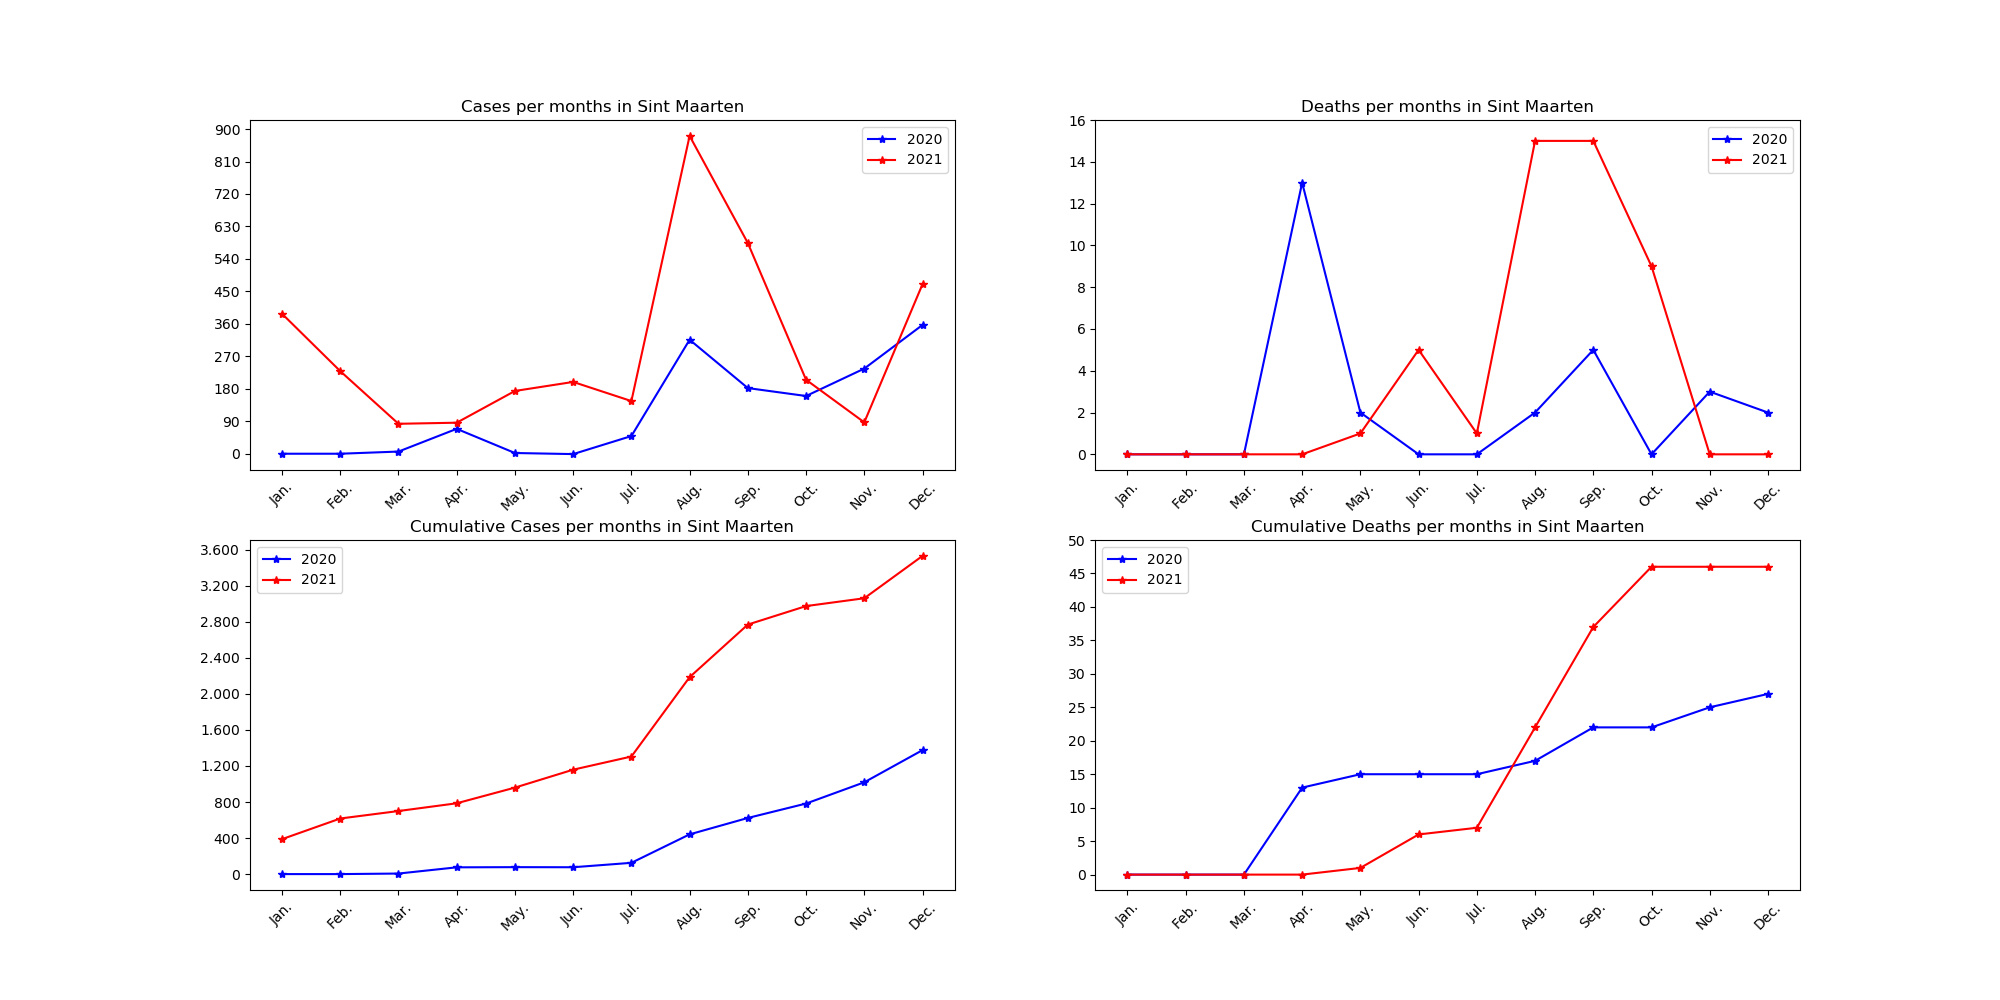 Cases per months in Sint Maarten
900
810
720
630
540
450
360
270
180
90
0
2020
2021
Jan.
Feb.
Mar.
Apr.
May.
Jun.
Jul.
Aug.
Sep.
Oct.
Nov.
Dec.
Deaths per months in Sint Maarten
16
14
12
10
8
6
4
2
0
2020
2021
Jan.
Feb.
Mar.
Apr.
May.
Jun.
Jul.
Aug.
Sep.
Oct.
Nov.
Dec.
Cumulative Cases per months in Sint Maarten
3.600
3.200
2.800
2.400
2.000
1.600
1.200
800
400
0
2020
2021
Jan.
Feb.
Mar.
Apr.
May.
Jun.
Jul.
Aug.
Sep.
Oct.
Nov.
Dec.
Cumulative Deaths per months in Sint Maarten
50
45
40
35
30
25
20
15
10
5
0
2020
2021
Jan.
Feb.
Mar.
Apr.
May.
Jun.
Jul.
Aug.
Sep.
Oct.
Nov.
Dec.